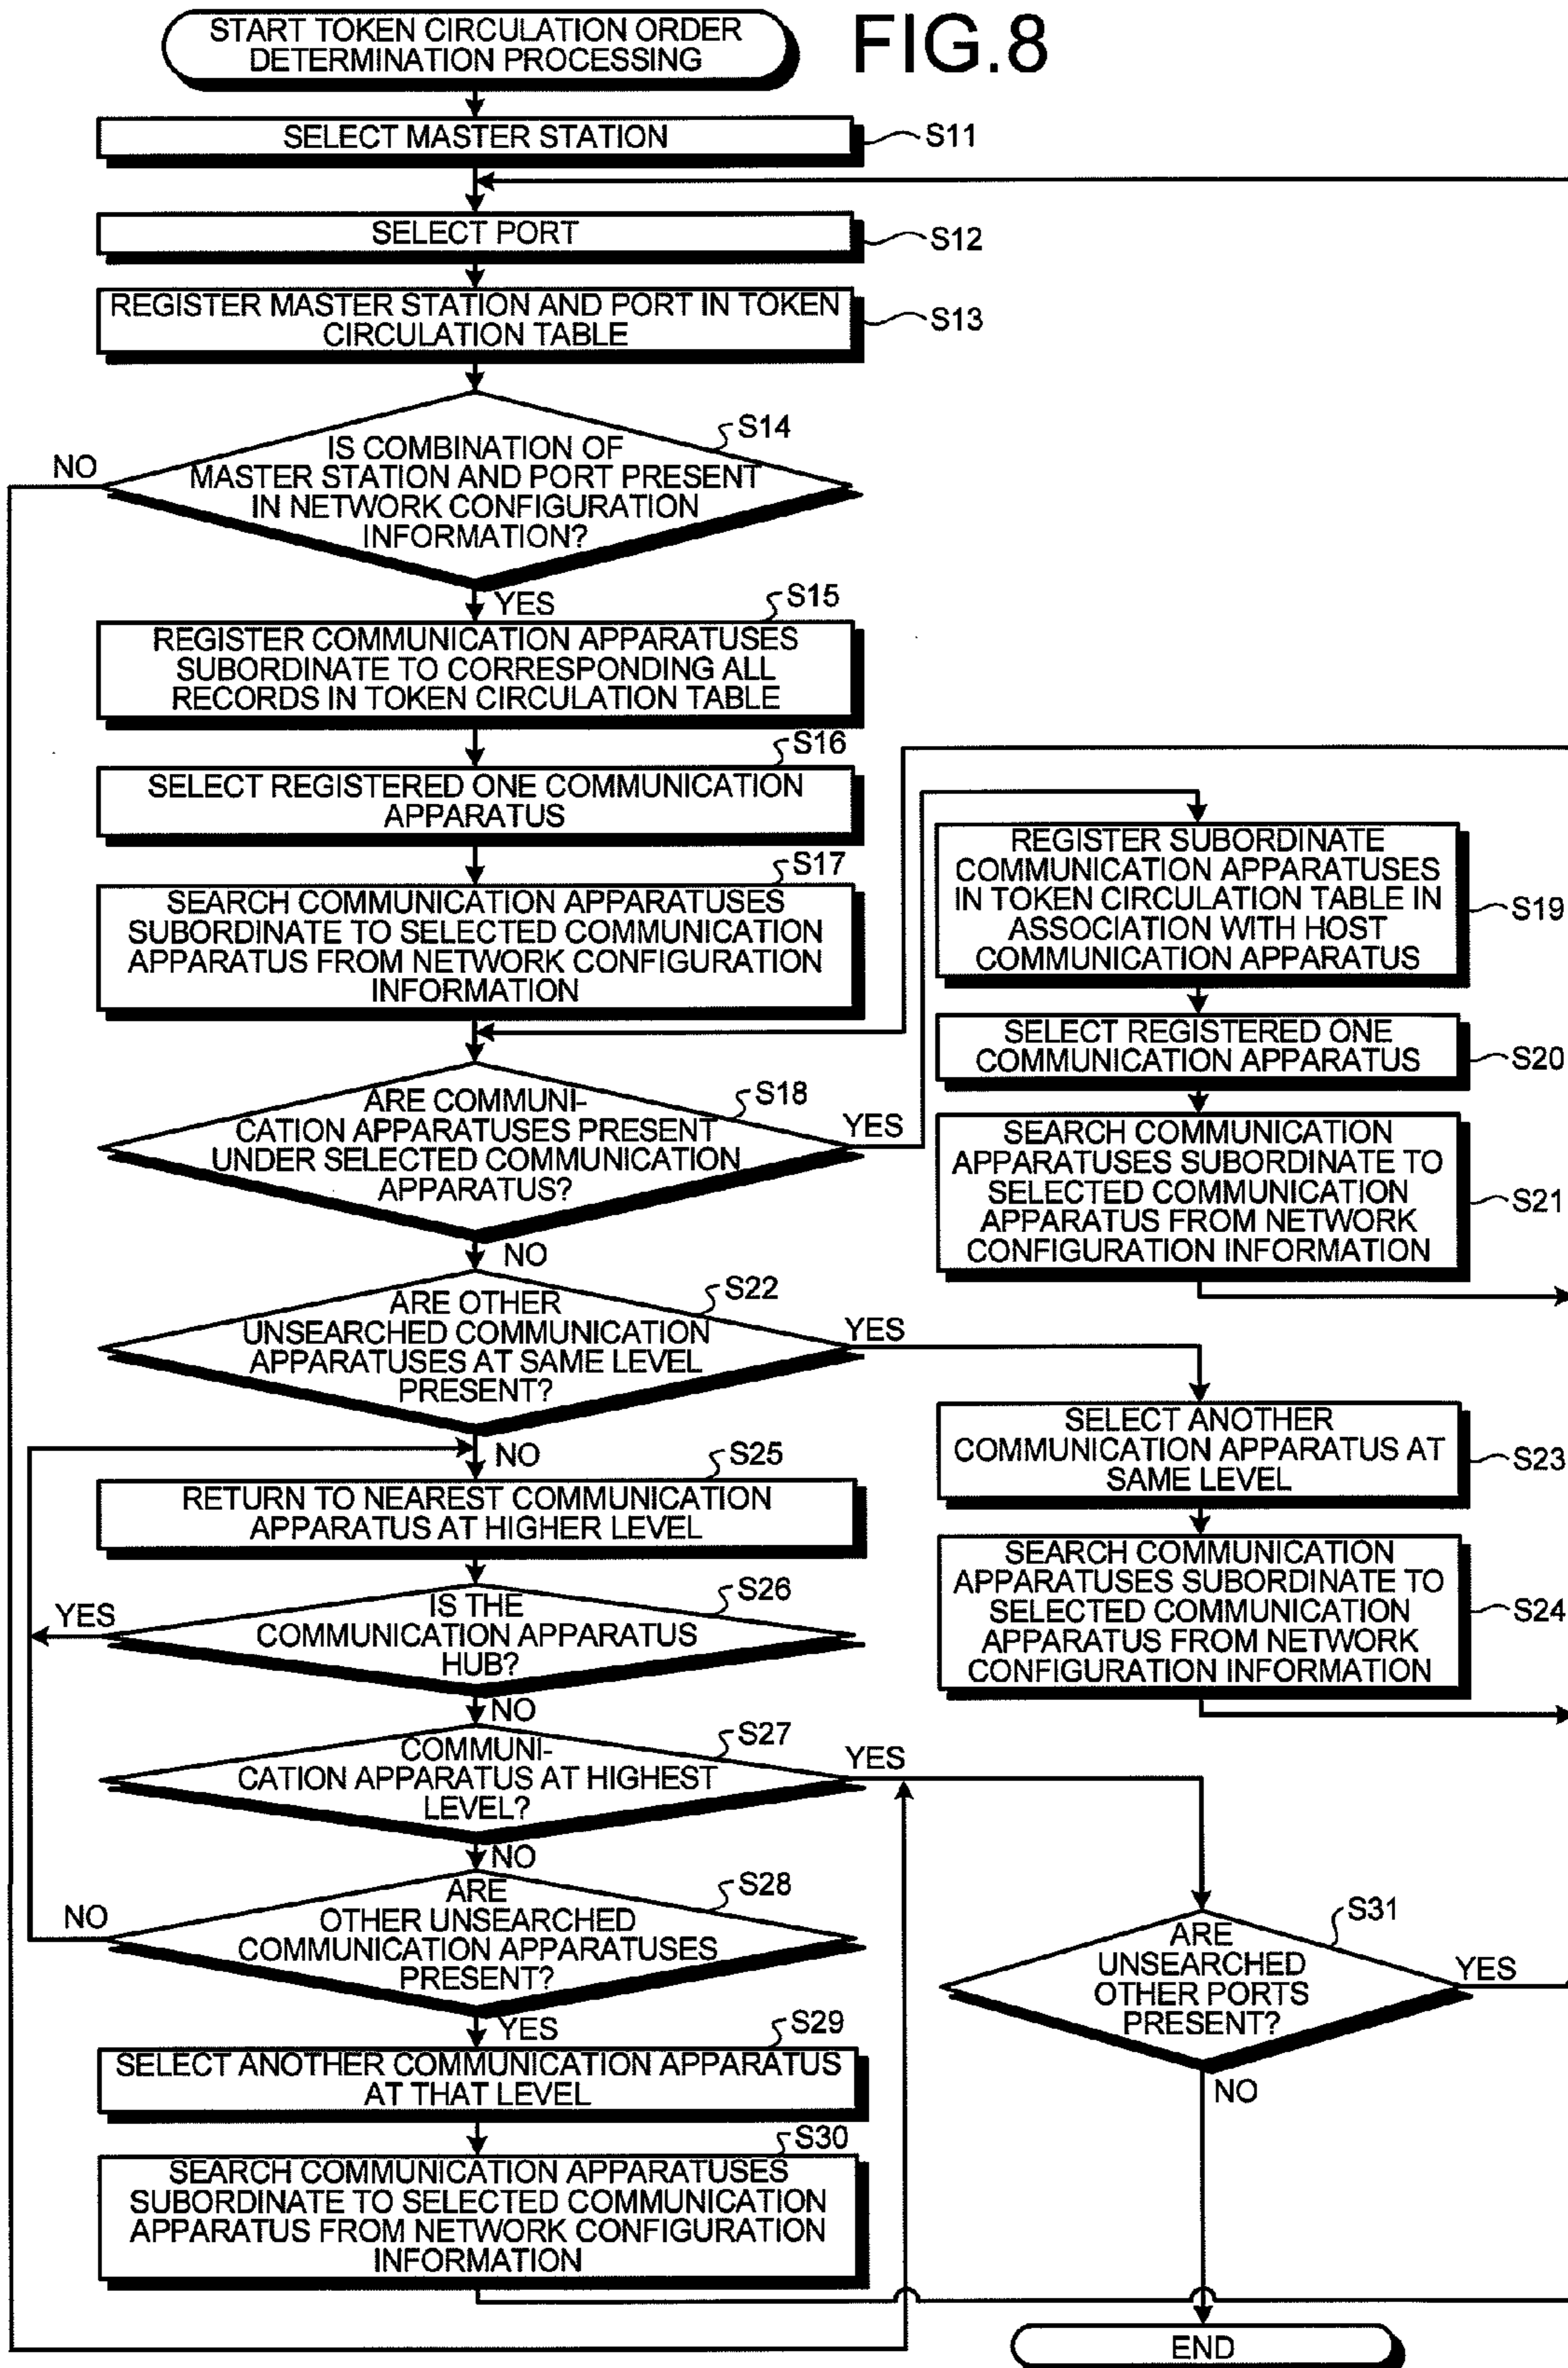 FIG.8
START TOKEN CIRCULATION ORDER
DETERMINATION PROCESSING
SELECT MASTER STATION
S11
SELECT PORT
S12
REGISTER MASTER STATION AND PORT IN TOKEN
CIRCULATION TABLE
S13
S14
IS COMBINATION OF
MASTER STATION AND PORT PRESENT
IN NETWORK CONFIGURATION
INFORMATION?
NO
YES
S15
REGISTER COMMUNICATION APPARATUSES
SUBORDINATE TO CORRESPONDING ALL
RECORDS IN TOKEN CIRCULATION TABLE
S16
SELECT REGISTERED ONE COMMUNICATION
APPARATUS
S17
SEARCH COMMUNICATION APPARATUSES
SUBORDINATE TO SELECTED COMMUNICATION
APPARATUS FROM NETWORK CONFIGURATION
INFORMATION
S18
ARE COMMUNI-
CATION APPARATUSES PRESENT
UNDER SELECTED COMMUNICATION
APPARATUS?
YES
NO
REGISTER SUBORDINATE
COMMUNICATION APPARATUSES
IN TOKEN CIRCULATION TABLE IN
ASSOCIATION WITH HOST
COMMUNICATION APPARATUS
S19
SELECT REGISTERED ONE
COMMUNICATION APPARATUS
S20
SEARCH COMMUNICATION
APPARATUSES SUBORDINATE TO
SELECTED COMMUNICATION
APPARATUS FROM NETWORK
CONFIGURATION INFORMATION
S21
S22
ARE OTHER
UNSEARCHED COMMUNICATION
APPARATUSES AT SAME LEVEL
PRESENT?
YES
NO
SELECT ANOTHER
COMMUNICATION APPARATUS AT
SAME LEVEL
S23
SEARCH COMMUNICATION
APPARATUSES SUBORDINATE TO
SELECTED COMMUNICATION
APPARATUS FROM NETWORK
CONFIGURATION INFORMATION
S24
S25
RETURN TO NEAREST COMMUNICATION
APPARATUS AT HIGHER LEVEL
S26
IS THE
COMMUNICATION APPARATUS
HUB?
YES
NO
S27
COMMUNI-
CATION APPARATUS AT HIGHEST
LEVEL?
YES
NO
S28
ARE
OTHER UNSEARCHED
COMMUNICATION APPARATUSES
PRESENT?
NO
YES
S29
SELECT ANOTHER COMMUNICATION APPARATUS
AT THAT LEVEL
S30
SEARCH COMMUNICATION APPARATUSES
SUBORDINATE TO SELECTED COMMUNICATION
APPARATUS FROM NETWORK CONFIGURATION
INFORMATION
S31
ARE
UNSEARCHED
OTHER PORTS
PRESENT?
YES
NO
END